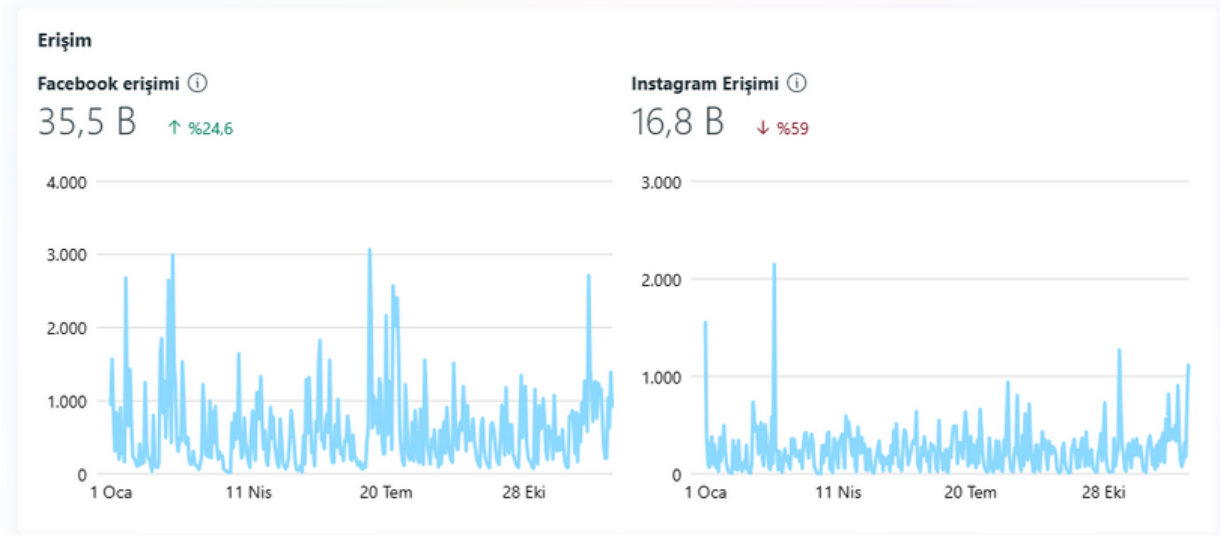 Erişim
Facebook erişimi
35,5 B ↑ %24,6
4.000
3.000
2.000
1.000
0
1 Oca 11 Nis 20 Tem 28 Eki
Instagram Erişimi
16,8 B ↓ %59
3.000
2.000
1.000
0
1 Oca 11 Nis 20 Tem 28 Eki